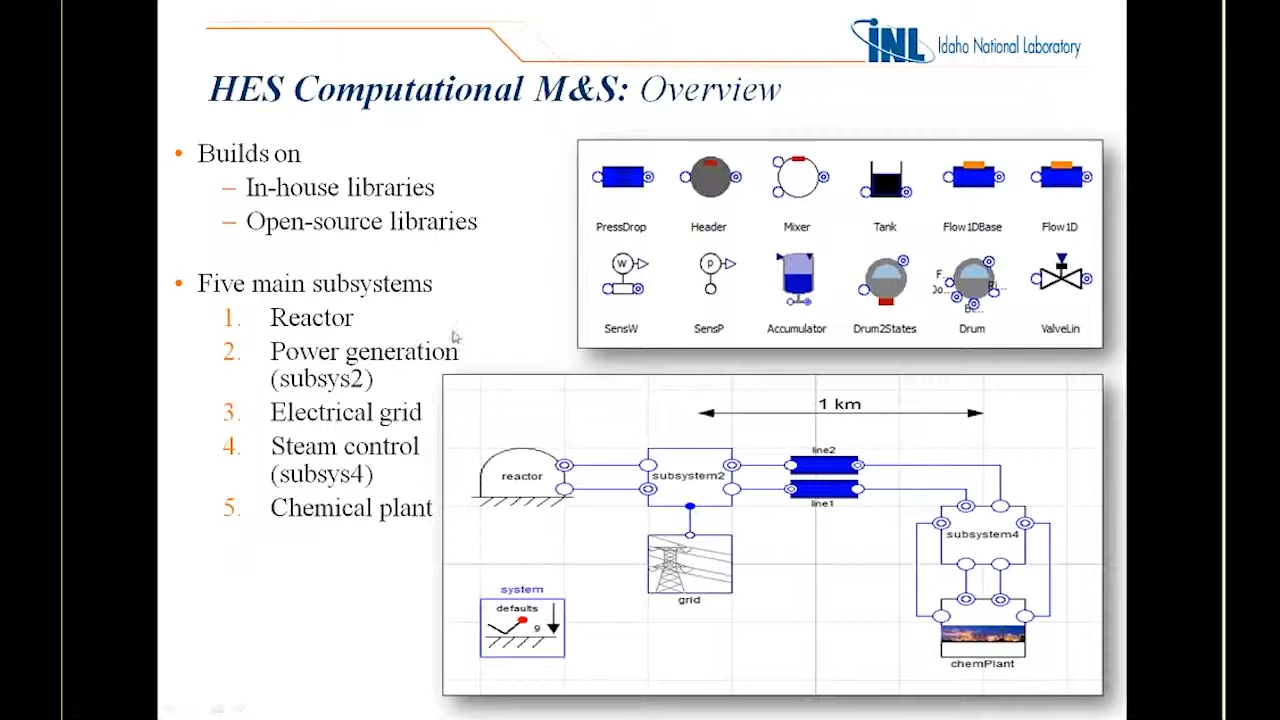 INL Idaho National Laboratory
HES Computational M&S: Overview
• Builds on
– In-house libraries
– Open-source libraries
• Five main subsystems
1. Reactor
2. Power generation
(subsys2)
3. Electrical grid
4. Steam control
(subsys4)
5. Chemical plant
PressDrop Header Mixer Tank Flow1DBase Flow1D
W p F...
Bl...
SensW SensP Accumulator Drum2States Drum ValveLin
1 km
line2
reactor subsystem2
line1
subsystem4
grid
system
defaults
g
chemPlant